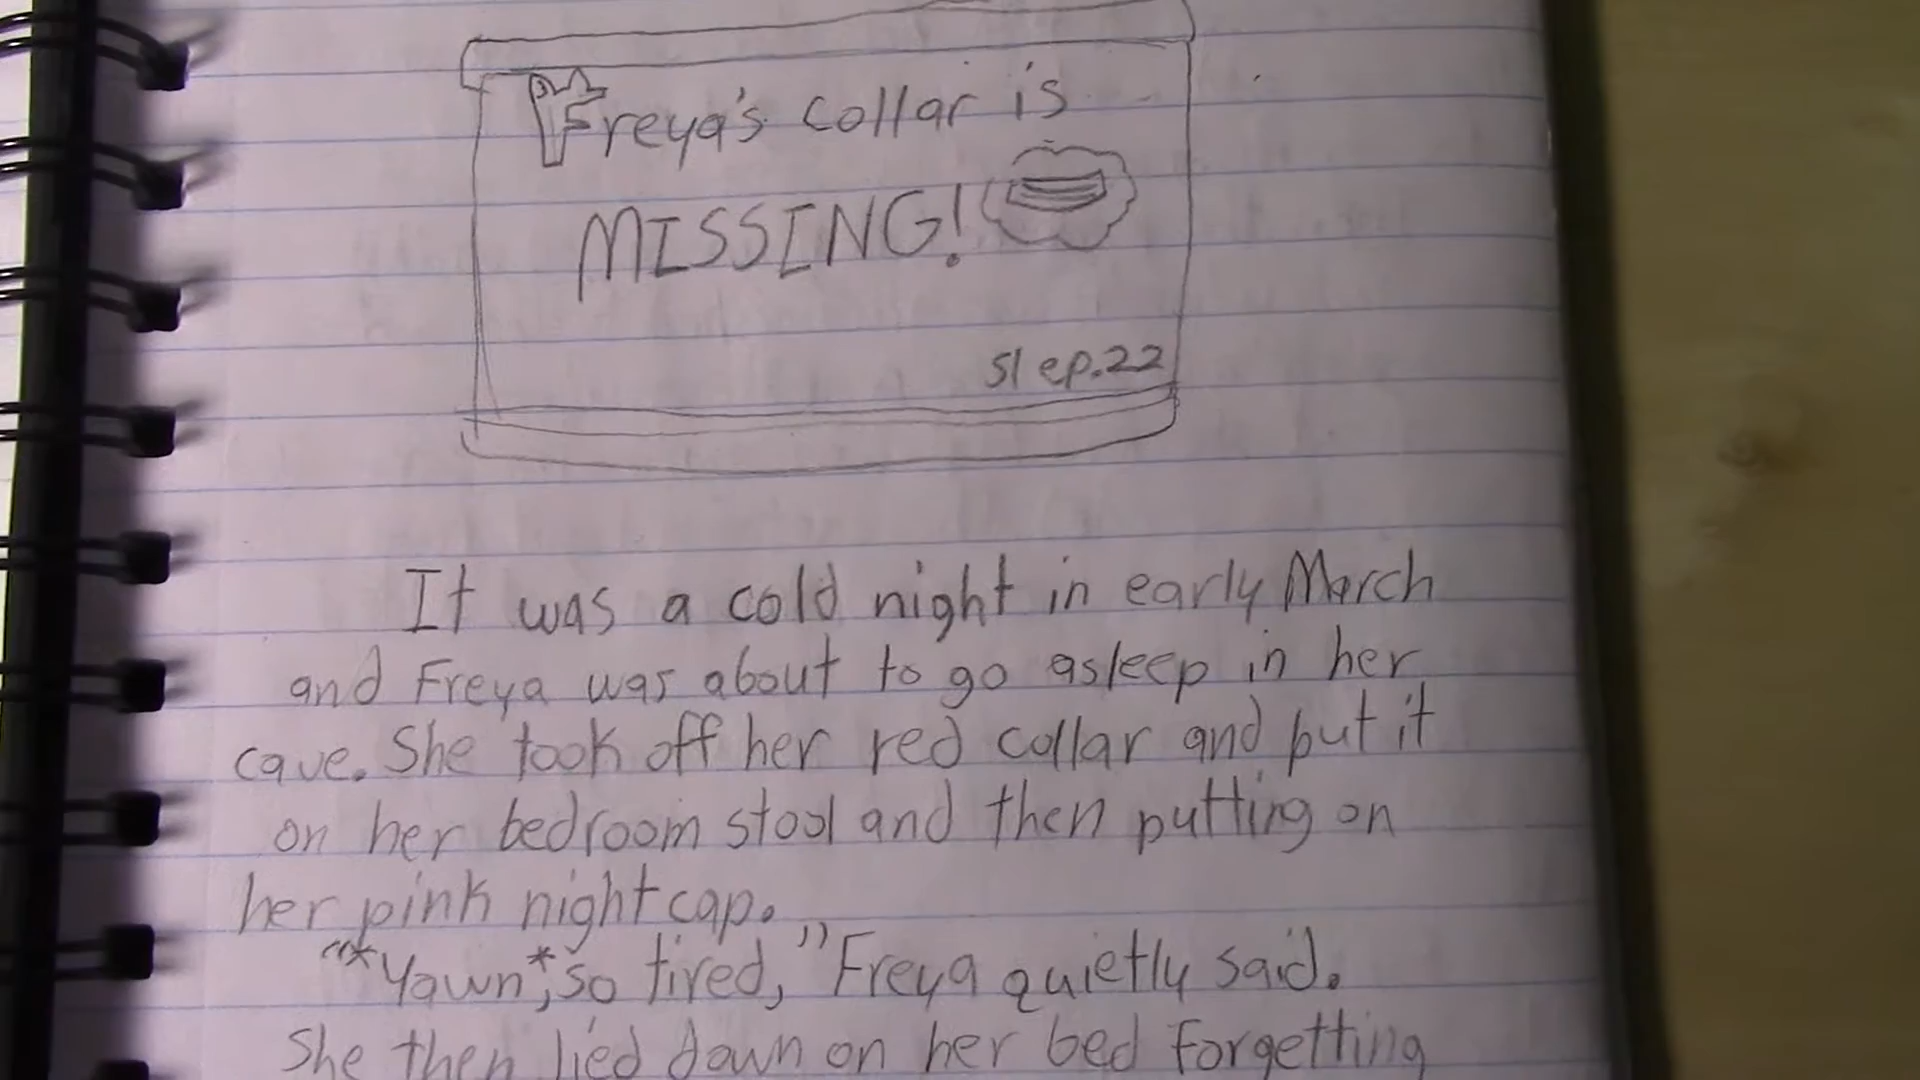 Freya's collar is
MISSING!
S1 ep.22
It was a cold night in early March
and Freya was about to go asleep in her
cave. She took off her red collar and put it
on her bedroom stool and then putting on
her pink nightcap.
"*Yawn*, so tired," Freya quietly said.
She then lied down on her bed forgetting